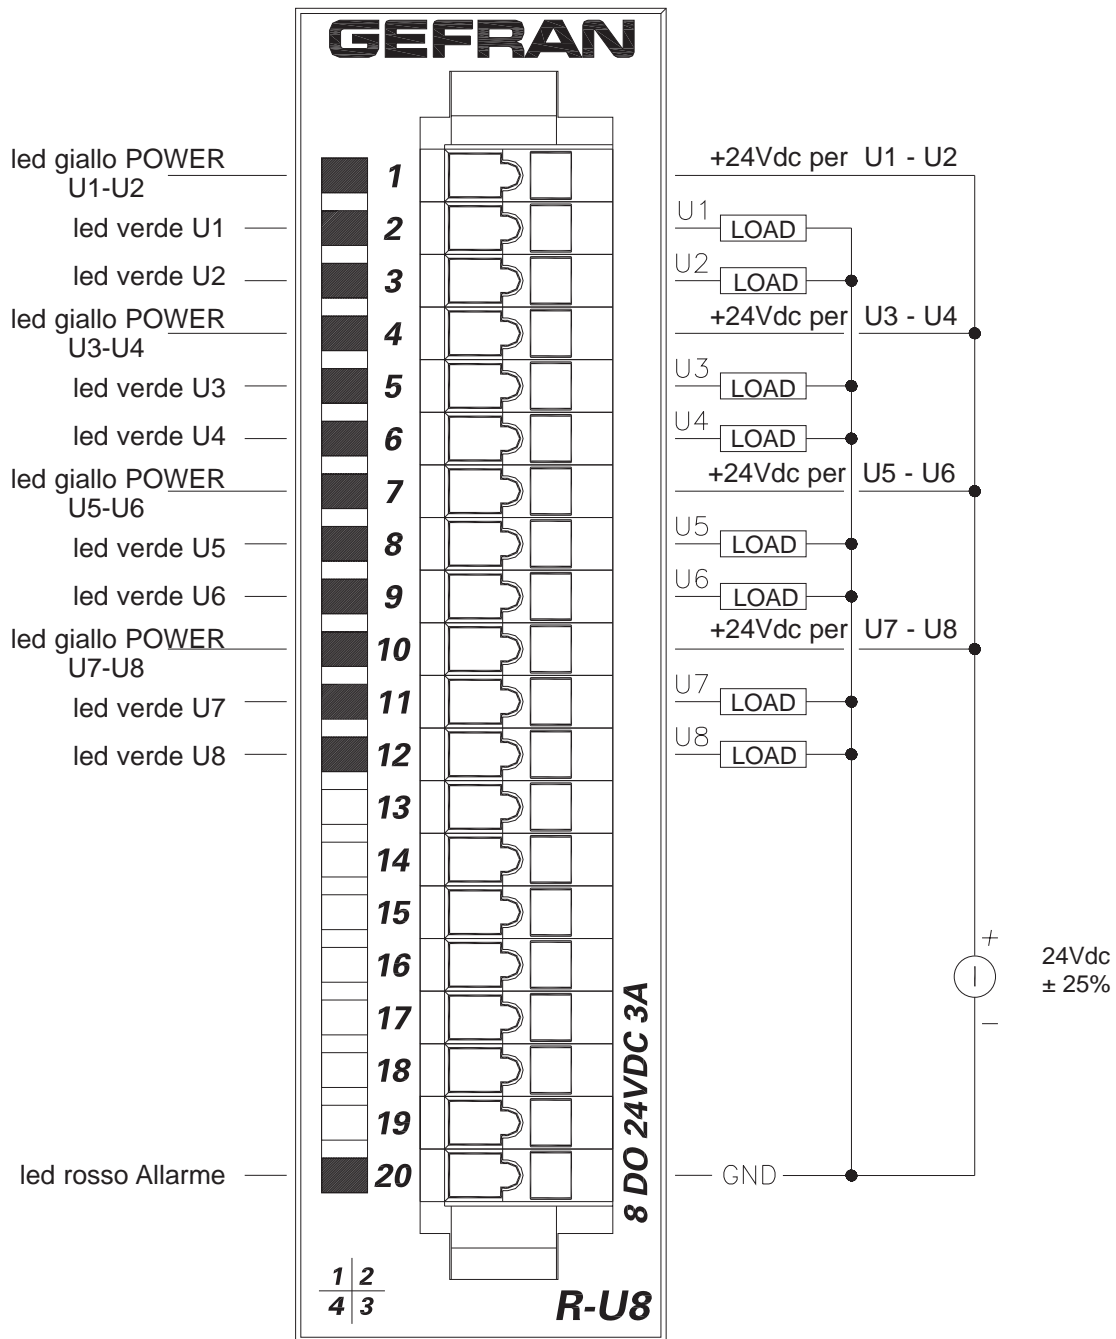 GEFRAN
led giallo POWER
U1-U2
1
+24Vdc per U1 - U2
led verde U1
2
U1
LOAD
led verde U2
3
U2
LOAD
led giallo POWER
U3-U4
4
+24Vdc per U3 - U4
led verde U3
5
U3
LOAD
led verde U4
6
U4
LOAD
led giallo POWER
U5-U6
7
+24Vdc per U5 - U6
led verde U5
8
U5
LOAD
led verde U6
9
U6
LOAD
led giallo POWER
U7-U8
10
+24Vdc per U7 - U8
led verde U7
11
U7
LOAD
led verde U8
12
U8
LOAD
13
14
15
16
17
18
19
+
24Vdc
± 25%
−
8 DO 24VDC 3A
led rosso Allarme
20
GND
1 2
4 3
R-U8